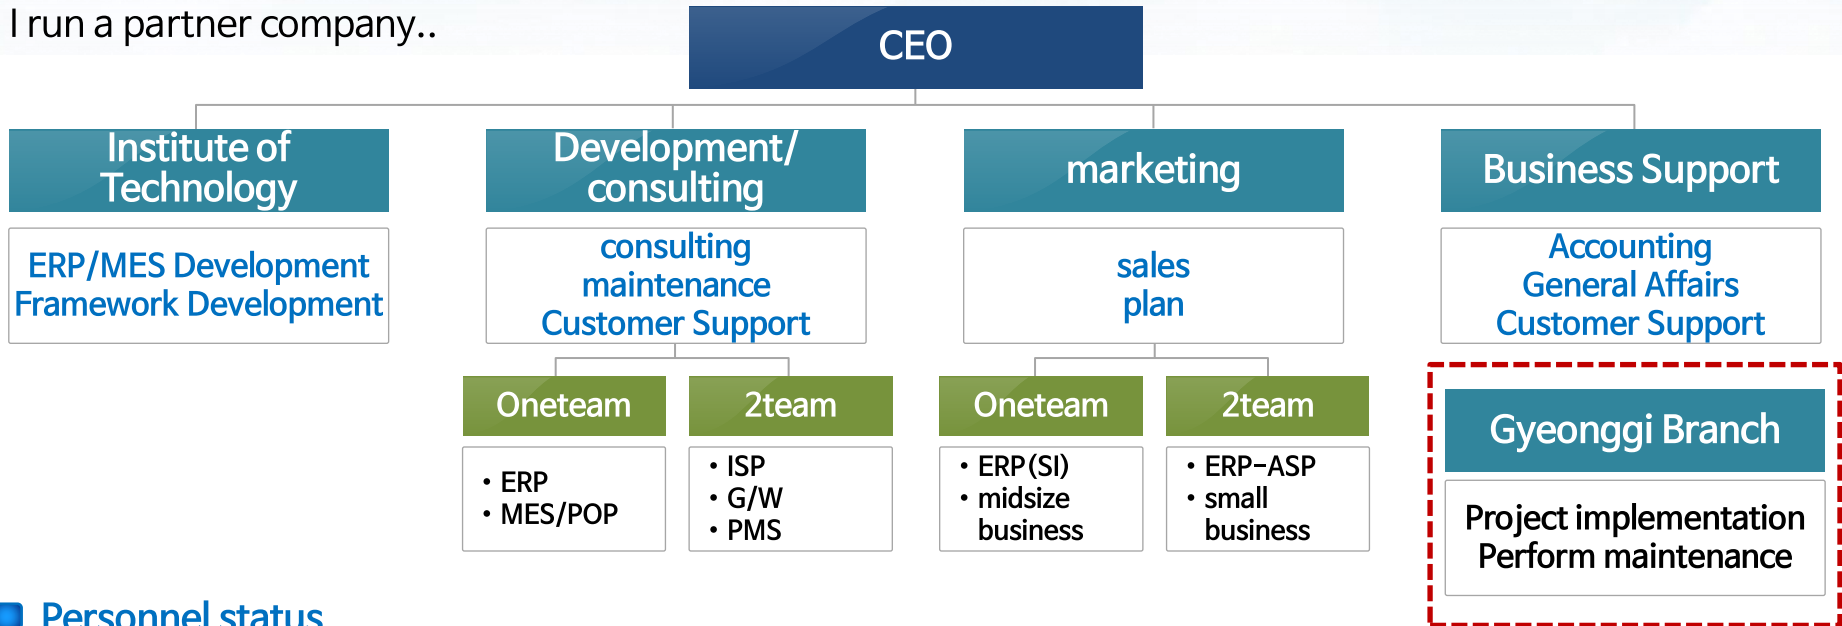 I run a partner company..
CEO
Institute of
Technology
ERP/MES Development
Framework Development
Development/
consulting
consulting
maintenance
Customer Support
Oneteam
• ERP
• MES/POP
2team
• ISP
• G/W
• PMS
marketing
sales
plan
Oneteam
• ERP(SI)
• midsize
business
2team
• ERP-ASP
• small
business
Business Support
Accounting
General Affairs
Customer Support
Gyeonggi Branch
Project implementation
Perform maintenance
Personnel status